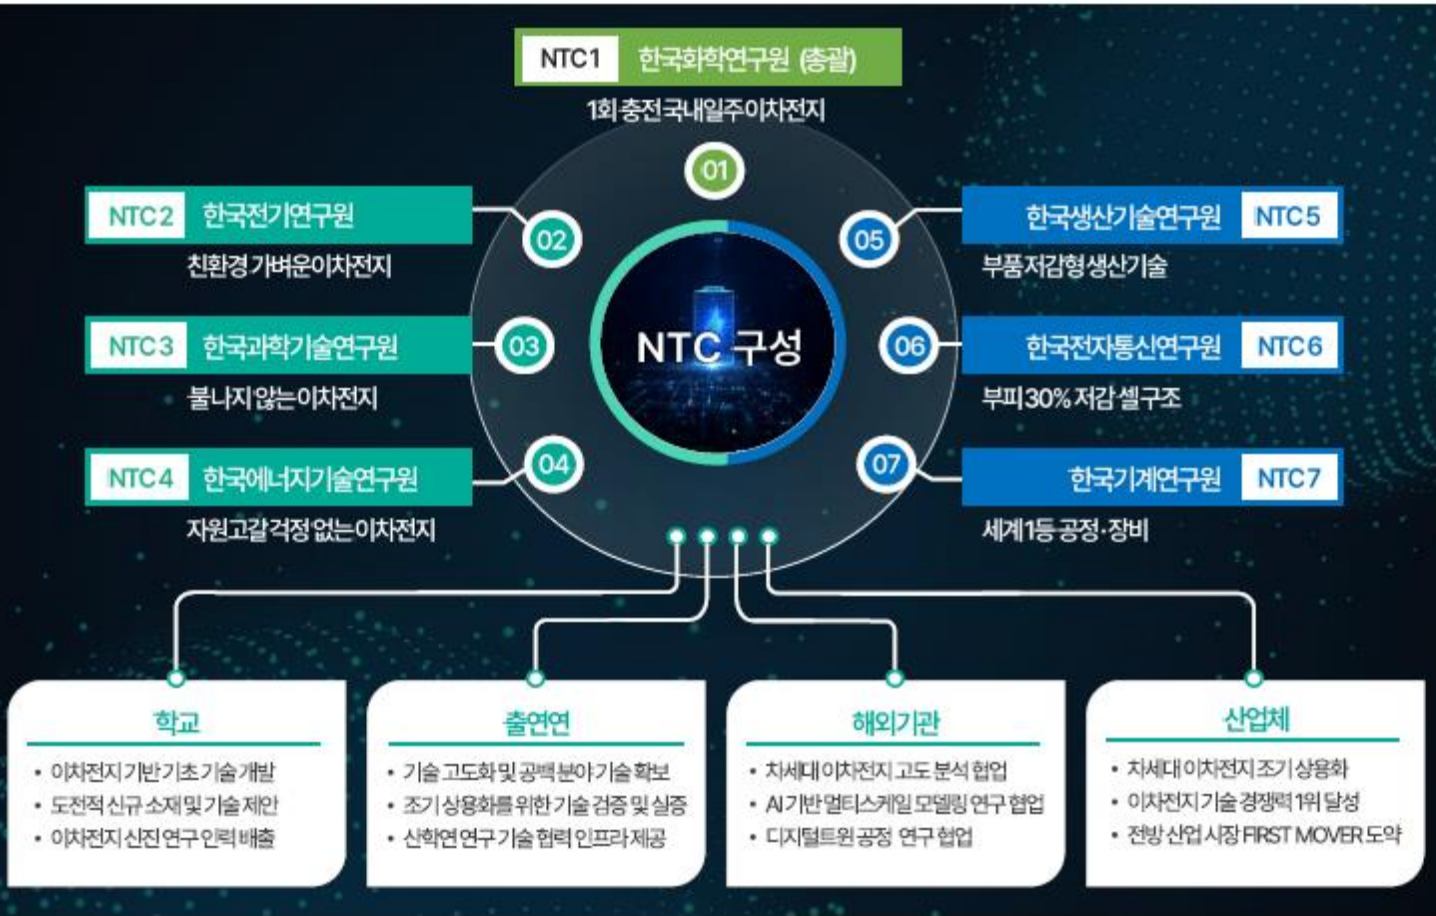 NTC1 한국화학연구원 (총괄)
1회 충전 국내일주 이차전지
01
NTC2 한국전기연구원
친환경 가벼운 이차전지
02
NTC3 한국과학기술연구원
불나지 않는 이차전지
03
NTC4 한국에너지기술연구원
자원고갈 걱정 없는 이차전지
04
NTC 구성
05
한국생산기술연구원 NTC5
부품 저감형 생산기술
06
한국전자통신연구원 NTC6
부피 30% 저감 셀 구조
07
한국기계연구원 NTC7
세계 1등 공정·장비
학교
• 이차전지 기반 기초 기술 개발
• 도전적 신규 소재 및 기술 제안
• 이차전지 신진 연구 인력 배출
출연연
• 기술 고도화 및 공백 분야 기술 확보
• 조기 상용화를 위한 기술 검증 및 실증
• 산학연 연구 기술 협력 인프라 제공
해외기관
• 차세대 이차전지 고도 분석 협업
• AI 기반 멀티스케일 모델링 연구 협업
• 디지털트윈 공정 연구 협업
산업체
• 차세대 이차전지 조기 상용화
• 이차전지 기술 경쟁력 1위 달성
• 전방 산업 시장 FIRST MOVER 도약